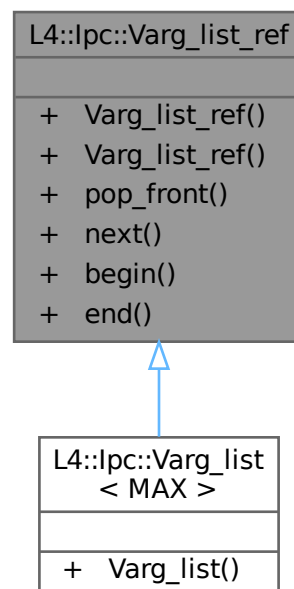 L4::Ipc::Varg_list_ref
+ Varg_list_ref()
+ Varg_list_ref()
+ pop_front()
+ next()
+ begin()
+ end()
L4::Ipc::Varg_list
< MAX >
+ Varg_list()